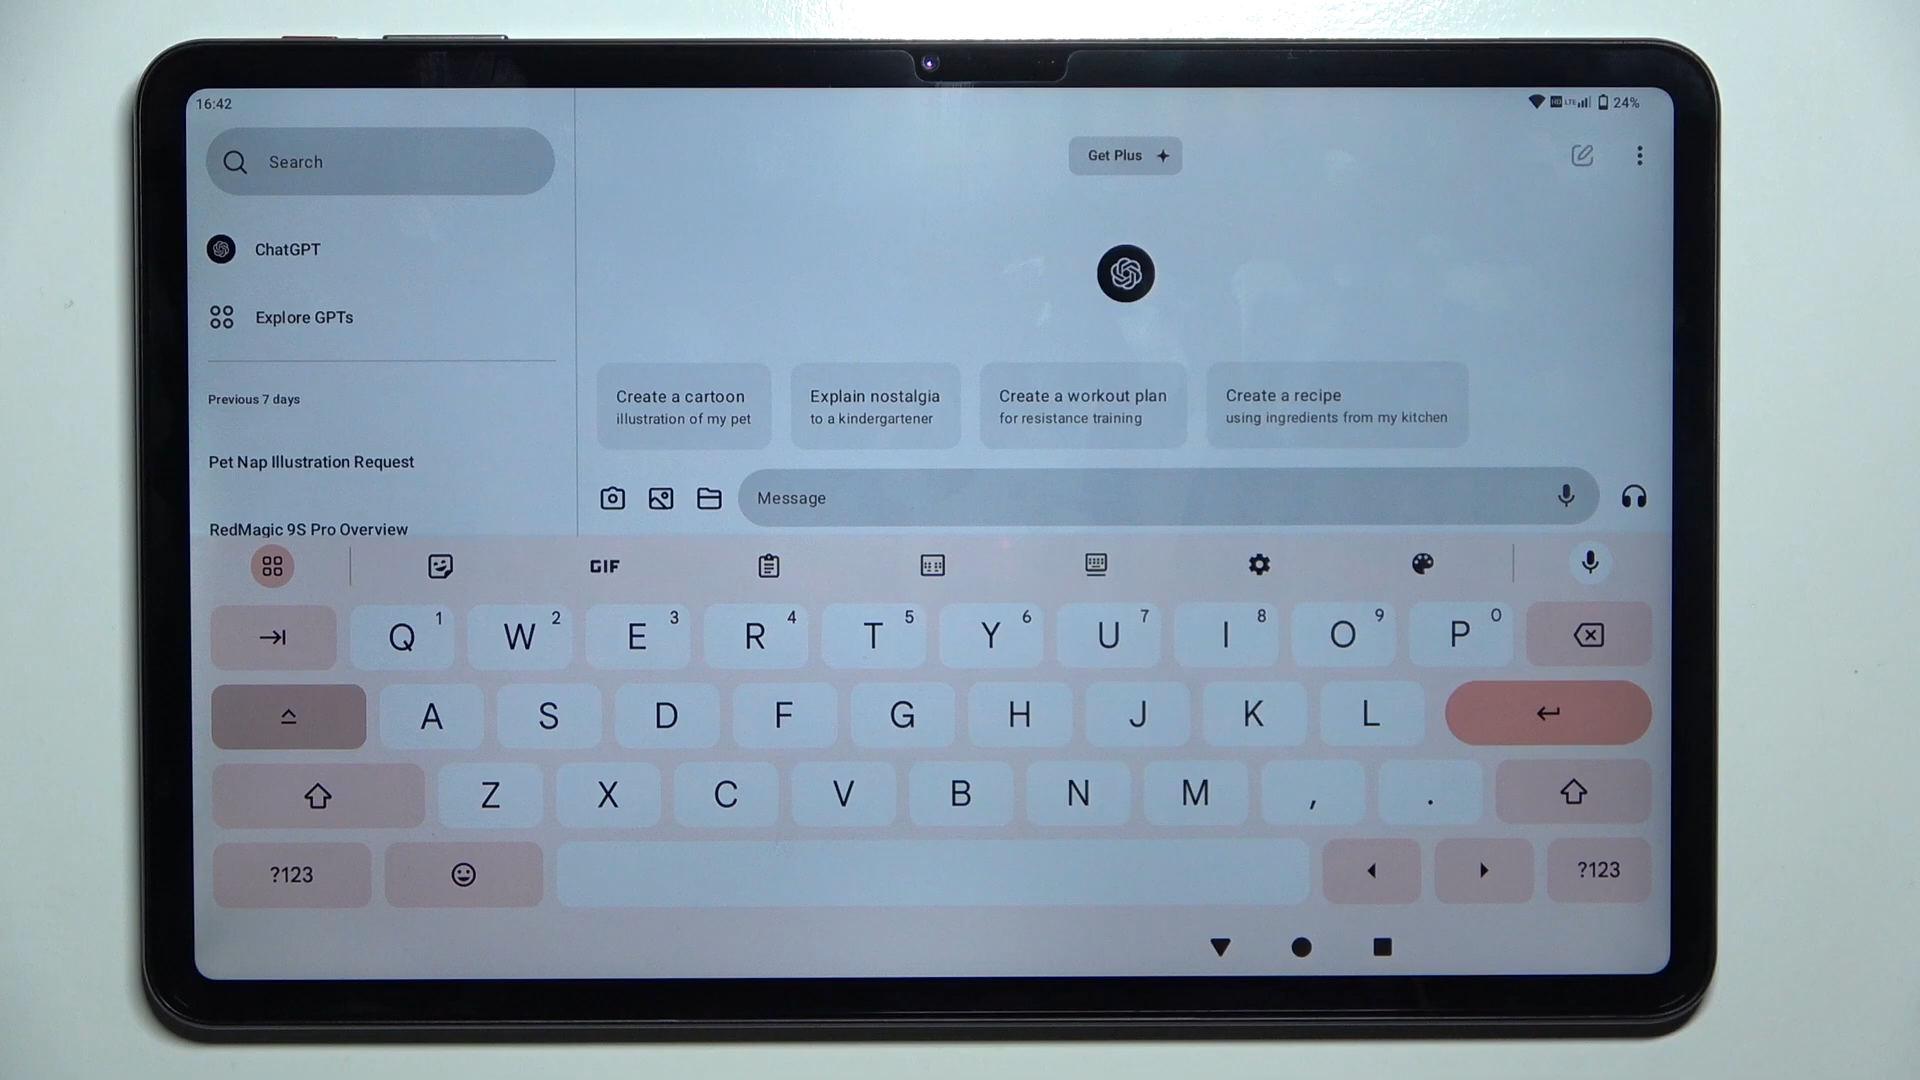 16:42
HD LTE 24%
Search
Get Plus
ChatGPT
Explore GPTs
Previous 7 days
Pet Nap Illustration Request
RedMagic 9S Pro Overview
Create a cartoon
illustration of my pet
Explain nostalgia
to a kindergartener
Create a workout plan
for resistance training
Create a recipe
using ingredients from my kitchen
Message
GIF
Q 1 W 2 E 3 R 4 T 5 Y 6 U 7 I 8 O 9 P 0
A S D F G H J K L
Z X C V B N M , .
?123 ?123